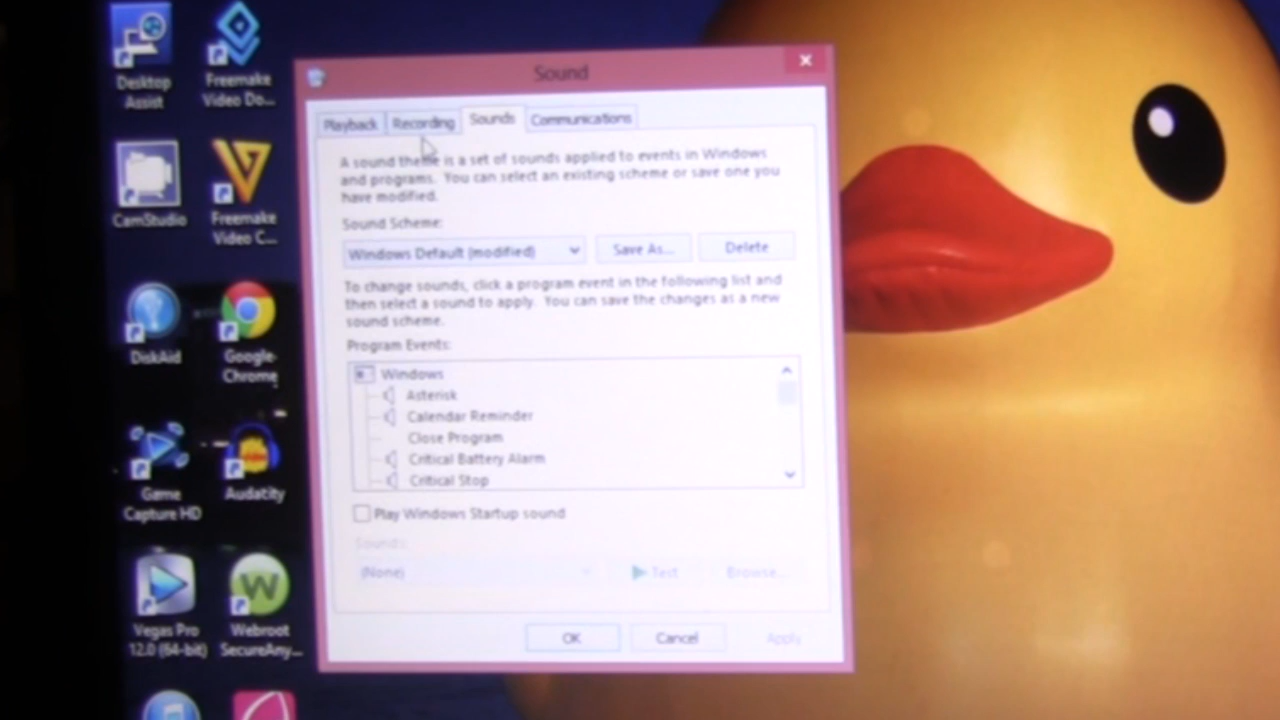 Desktop
Assist
Freemake
Video Do...
CamStudio
Freemake
Video C...
DiskAid
Google
Chrome
Game
Capture HD
Audacity
Vegas Pro
12.0 (64-bit)
Webroot
SecureAny...
Sound
Playback
Recording
Sounds
Communications
A sound theme is a set of sounds applied to events in Windows
and programs. You can select an existing scheme or save one you
have modified.
Sound Scheme:
Windows Default (modified)
Save As...
Delete
To change sounds, click a program event in the following list and
then select a sound to apply. You can save the changes as a new
sound scheme.
Program Events:
Windows
Asterisk
Calendar Reminder
Close Program
Critical Battery Alarm
Critical Stop
Play Windows Startup sound
Sounds:
(None)
Test
Browse...
OK
Cancel
Apply
W